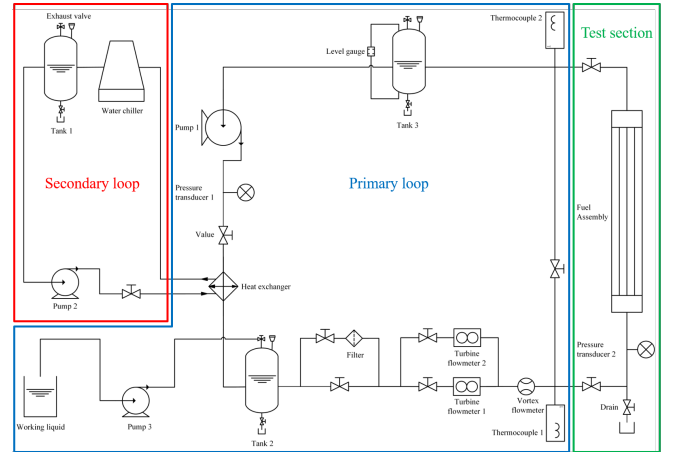 Exhaust valve
Thermocouple 2
Level gauge
Test section
Water chiller
Tank 1
Pump 1
Tank 3
Secondary loop
Primary loop
Pressure
transducer 1
Fuel
Assembly
Value
Heat exchanger
Pump 2
Pressure
transducer 2
Filter
Turbine
flowmeter 2
Working liquid
Pump 3
Tank 2
Turbine
flowmeter 1
Vortex
flowmeter
Drain
Thermocouple 1